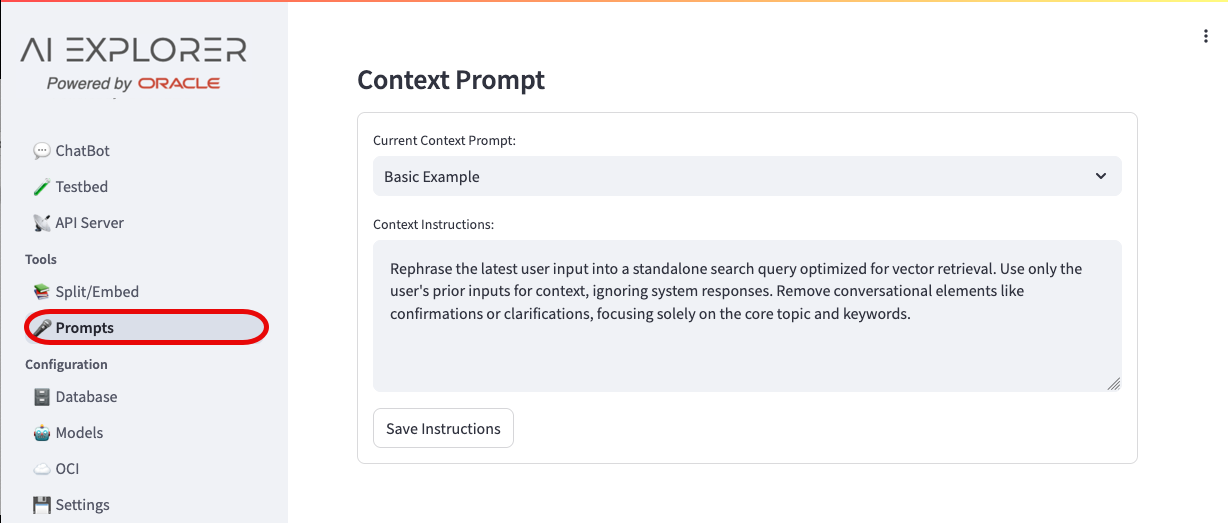 AI EXPLORER
Powered by ORACLE
ChatBot
Testbed
API Server
Tools
Split/Embed
Prompts
Configuration
Database
Models
OCI
Settings
Context Prompt
Current Context Prompt:
Basic Example
Context Instructions:
Rephrase the latest user input into a standalone search query optimized for vector retrieval. Use only the
user's prior inputs for context, ignoring system responses. Remove conversational elements like
confirmations or clarifications, focusing solely on the core topic and keywords.
Save Instructions